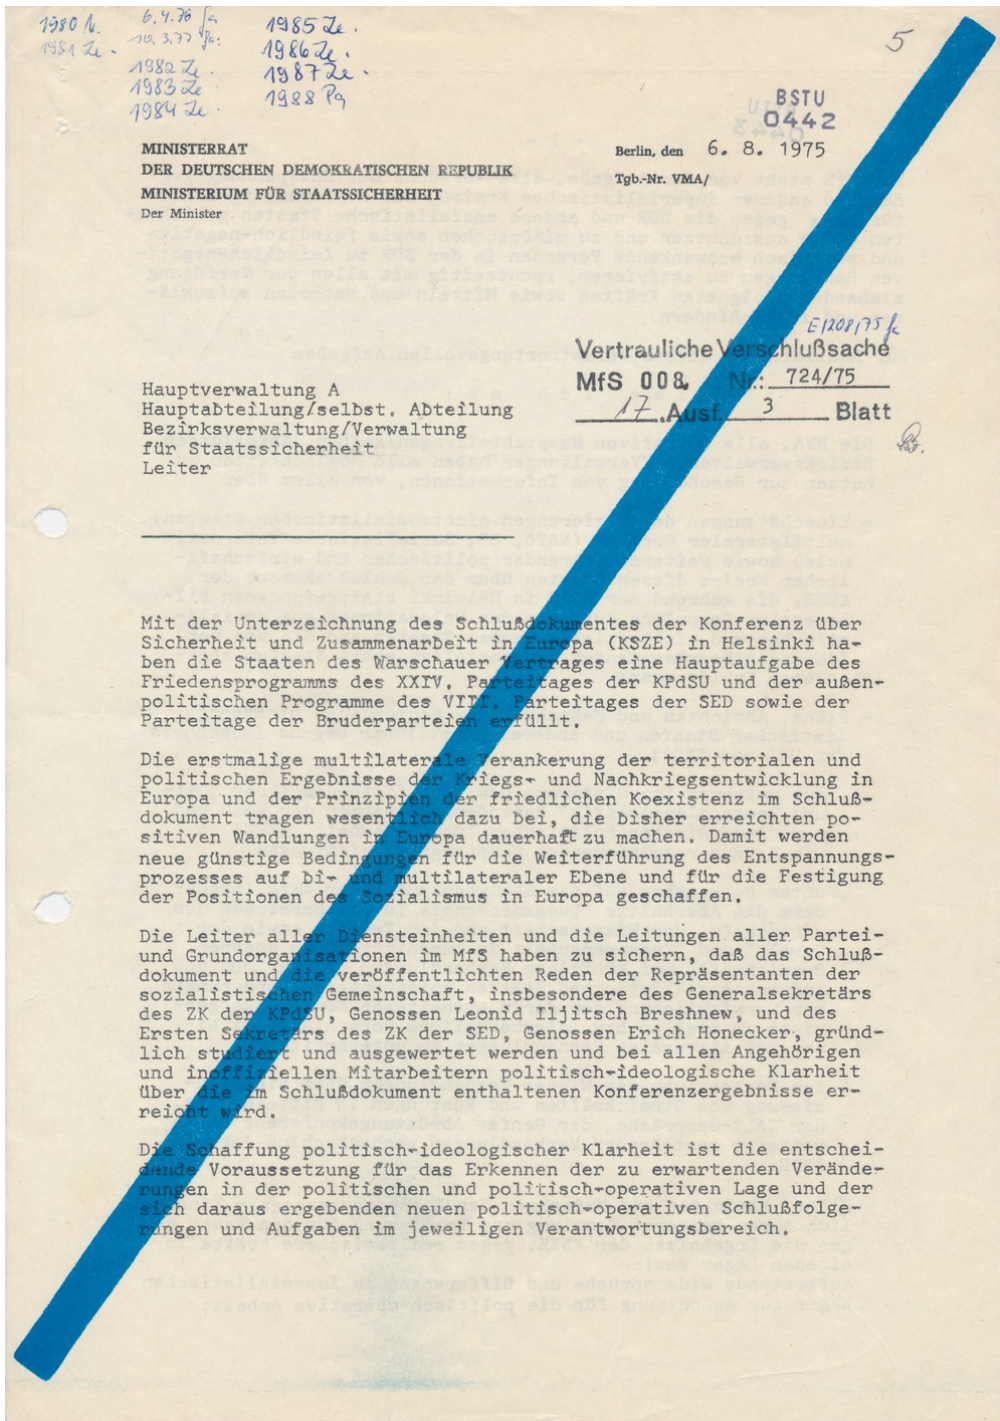 1980 N.
1981 Ze.
6.4.76
10.3.77
1982 Ze.
1983 Ze
1984 Ze.
1985 Ze.
1986 Ze.
1987 Ze.
1988 Pg
5
BSTU
0442
MINISTERRAT
DER DEUTSCHEN DEMOKRATISCHEN REPUBLIK
MINISTERIUM FÜR STAATSSICHERHEIT
Der Minister
Berlin, den 6. 8. 1975
Tgb.-Nr. VMA/
E/208/75
Vertrauliche Verschlußsache
MfS 008, Nr.: 724/75
17. Ausf. 3 Blatt
Hauptverwaltung A
Hauptabteilung/selbst. Abteilung
Bezirksverwaltung/Verwaltung
für Staatssicherheit
Leiter
Mit der Unterzeichnung des Schlußdokumentes der Konferenz über
Sicherheit und Zusammenarbeit in Europa (KSZE) in Helsinki ha-
ben die Staaten des Warschauer Vertrages eine Hauptaufgabe des
Friedensprogramms des XXIV. Parteitages der KPdSU und der außen-
politischen Programme des VIII. Parteitages der SED sowie der
Parteitage der Bruderparteien erfüllt.
Die erstmalige multilaterale Verankerung der territorialen und
politischen Ergebnisse der Kriegs- und Nachkriegsentwicklung in
Europa und der Prinzipien der friedlichen Koexistenz im Schluß-
dokument tragen wesentlich dazu bei, die bisher erreichten po-
sitiven Wandlungen in Europa dauerhaft zu machen. Damit werden
neue günstige Bedingungen für die Weiterführung des Entspannungs-
prozesses auf bi- und multilateraler Ebene und für die Festigung
der Positionen des Sozialismus in Europa geschaffen.
Die Leiter aller Diensteinheiten und die Leitungen aller Partei-
und Grundorganisationen im MfS haben zu sichern, daß das Schluß-
dokument und die veröffentlichten Reden der Repräsentanten der
sozialistischen Gemeinschaft, insbesondere des Generalsekretärs
des ZK der KPdSU, Genossen Leonid Iljitsch Breshnew, und des
Ersten Sekretärs des ZK der SED, Genossen Erich Honecker, gründ-
lich studiert und ausgewertet werden und bei allen Angehörigen
und inoffiziellen Mitarbeitern politisch-ideologische Klarheit
über die im Schlußdokument enthaltenen Konferenzergebnisse er-
reicht wird.
Die Schaffung politisch-ideologischer Klarheit ist die entschei-
dende Voraussetzung für das Erkennen der zu erwartenden Verände-
rungen in der politischen und politisch-operativen Lage und der
sich daraus ergebenden neuen politisch-operativen Schlußfolge-
rungen und Aufgaben im jeweiligen Verantwortungsbereich.